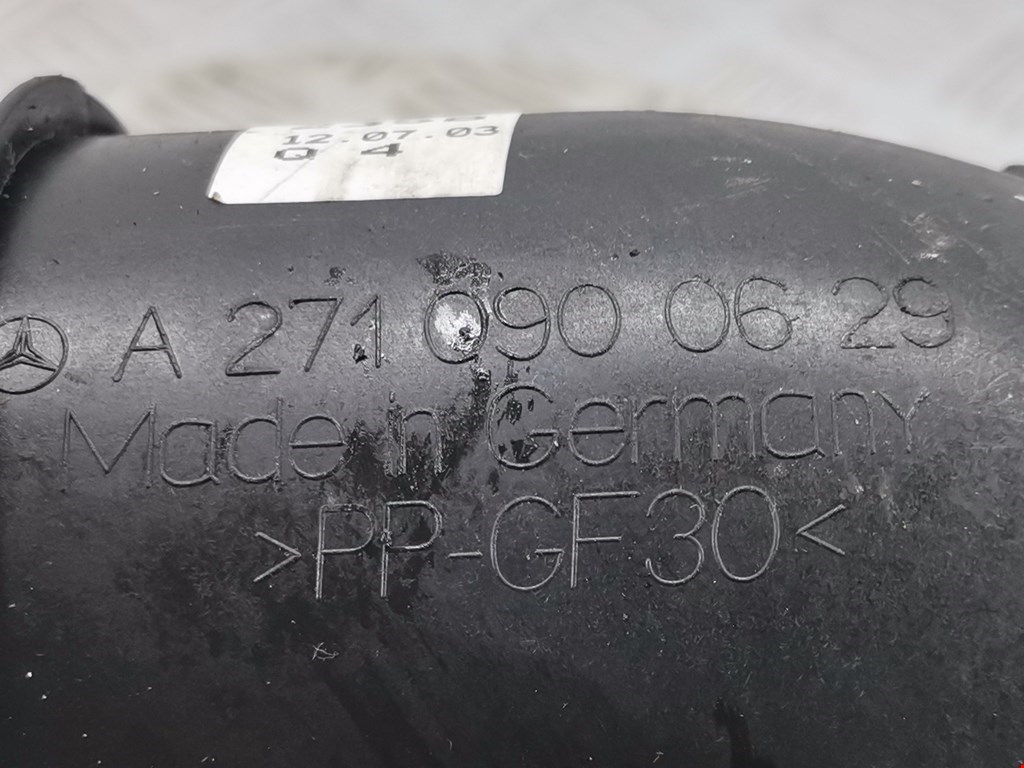 12.07.03
Q 4
A 271 090 06 29
Made in Germany
>PP-GF30<